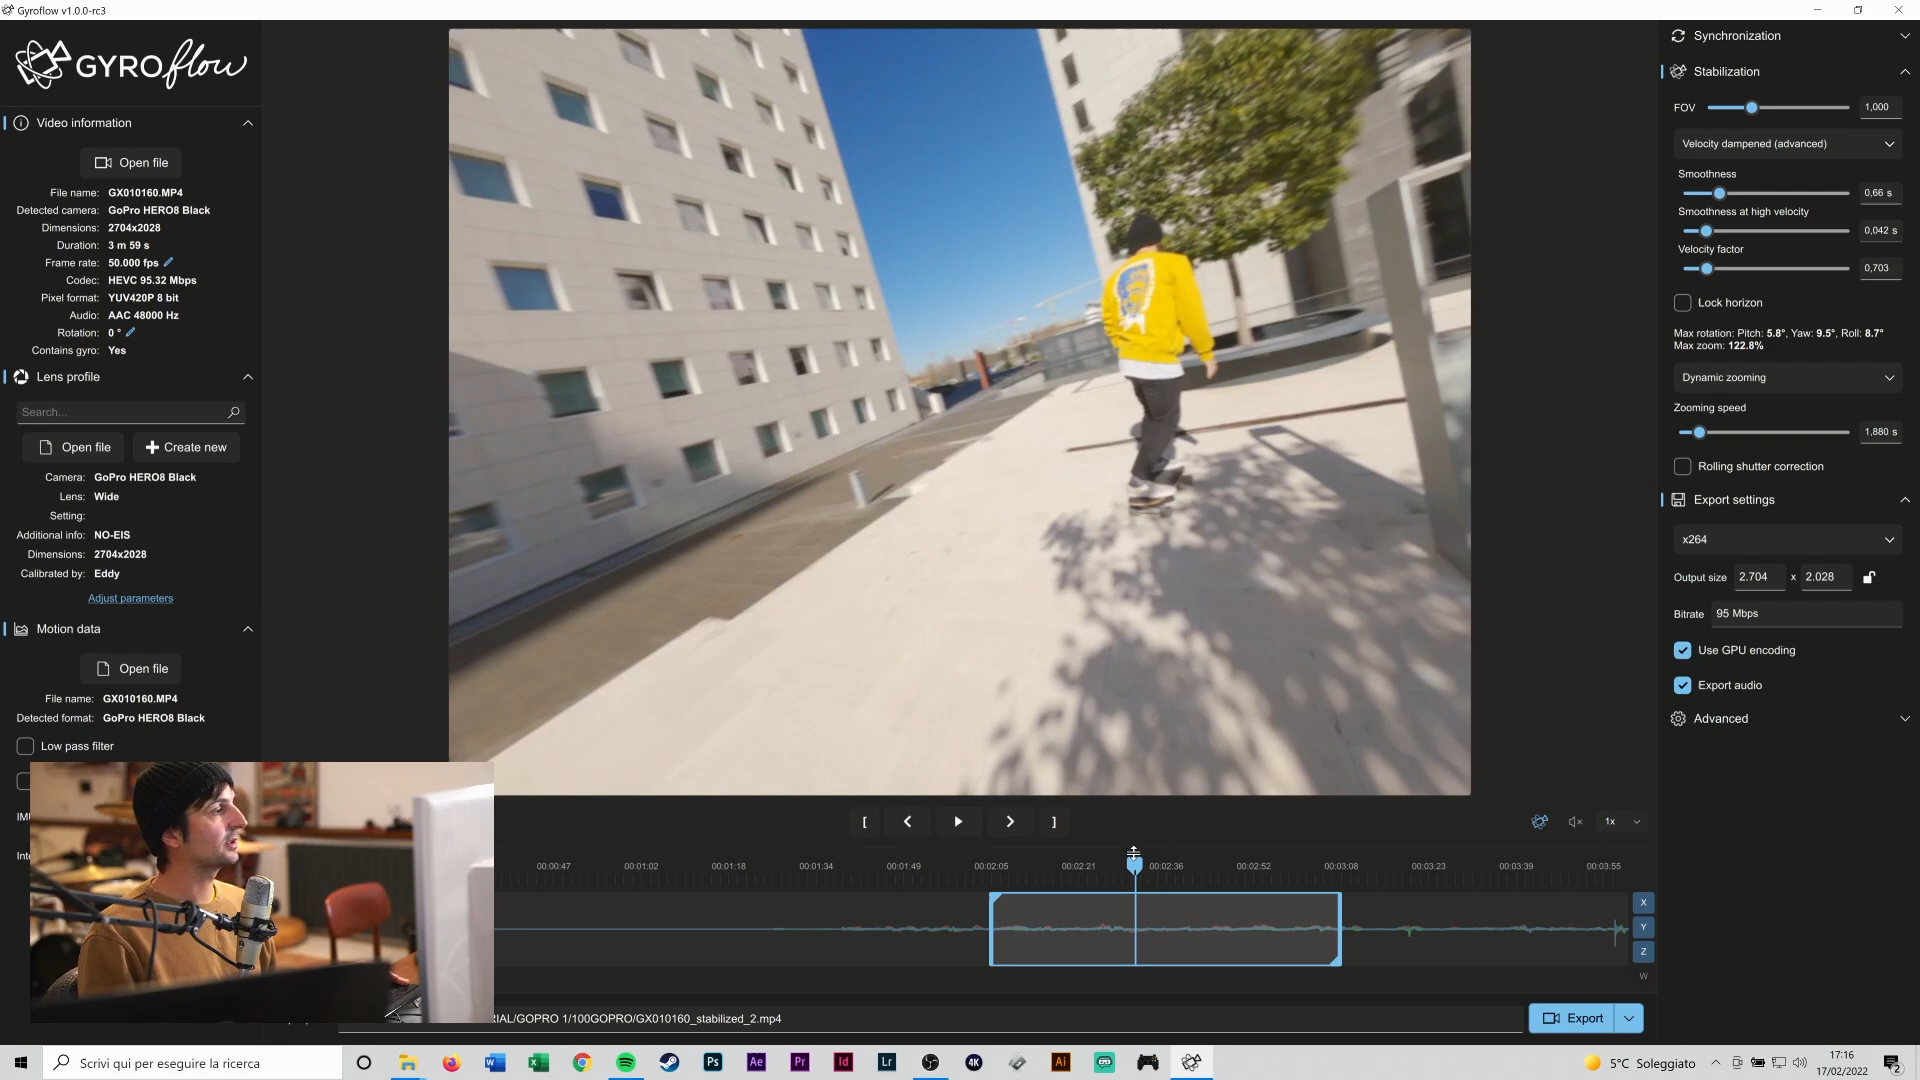 Gyroflow v1.0.0-rc3
GYROflow
Video information
Open file
File name: GX010160.MP4
Detected camera: GoPro HERO8 Black
Dimensions: 2704x2028
Duration: 3 m 59 s
Frame rate: 50.000 fps
Codec: HEVC 95.32 Mbps
Pixel format: YUV420P 8 bit
Audio: AAC 48000 Hz
Rotation: 0 °
Contains gyro: Yes
Lens profile
Search...
Open file
Create new
Camera: GoPro HERO8 Black
Lens: Wide
Setting:
Additional info: NO-EIS
Dimensions: 2704x2028
Calibrated by: Eddy
Adjust parameters
Motion data
Open file
File name: GX010160.MP4
Detected format: GoPro HERO8 Black
Low pass filter
IM
Inte
[
]
1x
00:00:47 00:01:02 00:01:18 00:01:34 00:01:49 00:02:05 00:02:21 00:02:36 00:02:52 00:03:08 00:03:23 00:03:39 00:03:55
X
Y
Z
W
RIAL/GOPRO 1/100GOPRO/GX010160_stabilized_2.mp4
Export
Synchronization
Stabilization
FOV 1,000
Velocity dampened (advanced)
Smoothness
0,66 s
Smoothness at high velocity
0,042 s
Velocity factor
0,703
Lock horizon
Max rotation: Pitch: 5.8°, Yaw: 9.5°, Roll: 8.7°
Max zoom: 122.8%
Dynamic zooming
Zooming speed
1,880 s
Rolling shutter correction
Export settings
x264
Output size 2.704 x 2.028
Bitrate 95 Mbps
Use GPU encoding
Export audio
Advanced
Scrivi qui per eseguire la ricerca
Ps Ae Pr Id Lr 4K Ai
5°C Soleggiato
17:16
17/02/2022
2